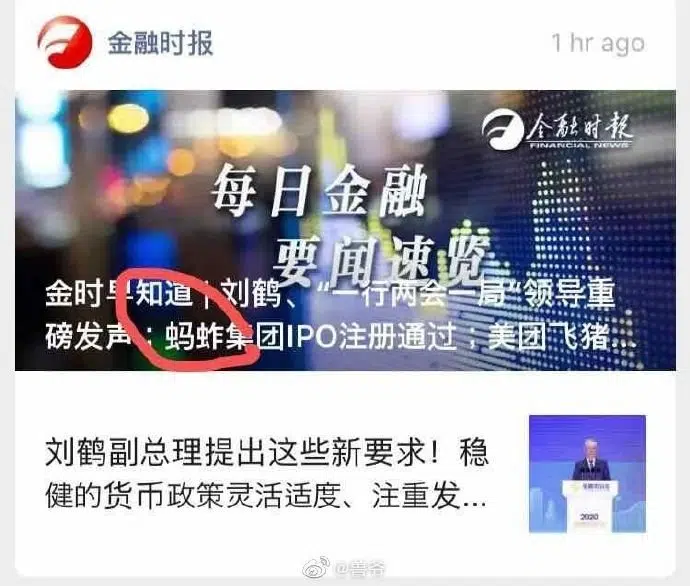 金融时报
1 hr ago
金融时报
FINANCIAL NEWS
每日金融
要闻速览
金时早知道 | 刘鹤、“一行两会一局”领导重
磅发声；蚂蚱集团IPO注册通过；美团飞猪...
刘鹤副总理提出这些新要求！稳
健的货币政策灵活适度、注重发...
2020
@兽爷